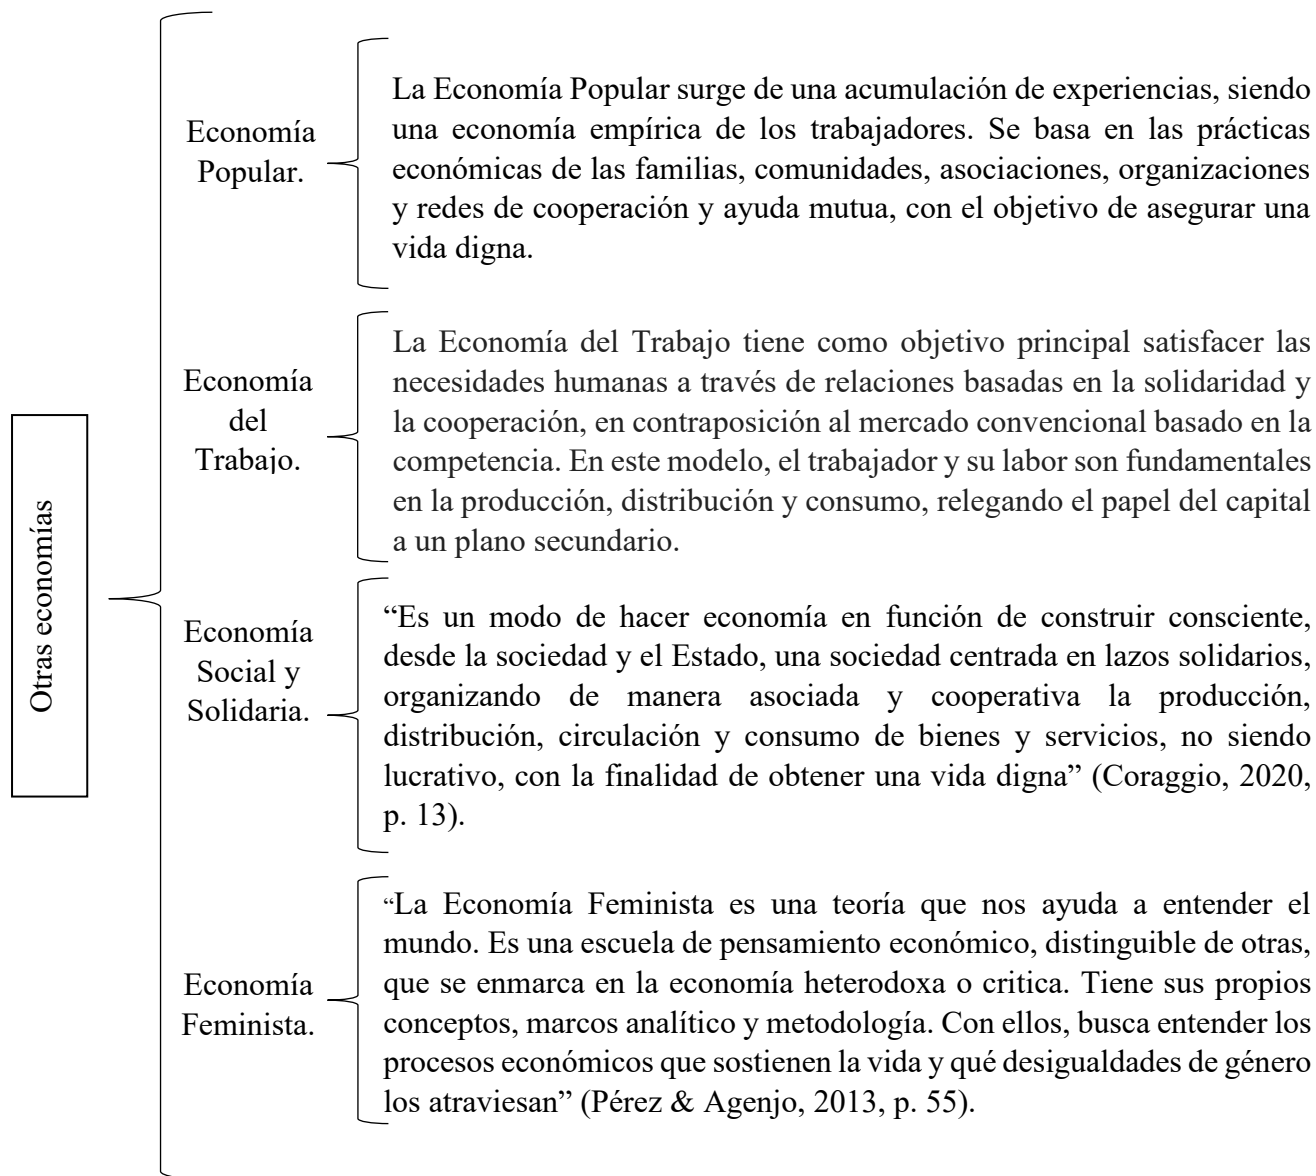 Otras economías
Economía
Popular.
La Economía Popular surge de una acumulación de experiencias, siendo
una economía empírica de los trabajadores. Se basa en las prácticas
económicas de las familias, comunidades, asociaciones, organizaciones
y redes de cooperación y ayuda mutua, con el objetivo de asegurar una
vida digna.
Economía
del
Trabajo.
La Economía del Trabajo tiene como objetivo principal satisfacer las
necesidades humanas a través de relaciones basadas en la solidaridad y
la cooperación, en contraposición al mercado convencional basado en la
competencia. En este modelo, el trabajador y su labor son fundamentales
en la producción, distribución y consumo, relegando el papel del capital
a un plano secundario.
Economía
Social y
Solidaria.
“Es un modo de hacer economía en función de construir consciente,
desde la sociedad y el Estado, una sociedad centrada en lazos solidarios,
organizando de manera asociada y cooperativa la producción,
distribución, circulación y consumo de bienes y servicios, no siendo
lucrativo, con la finalidad de obtener una vida digna” (Coraggio, 2020,
p. 13).
Economía
Feminista.
“La Economía Feminista es una teoría que nos ayuda a entender el
mundo. Es una escuela de pensamiento económico, distinguible de otras,
que se enmarca en la economía heterodoxa o critica. Tiene sus propios
conceptos, marcos analítico y metodología. Con ellos, busca entender los
procesos económicos que sostienen la vida y qué desigualdades de género
los atraviesan” (Pérez & Agenjo, 2013, p. 55).